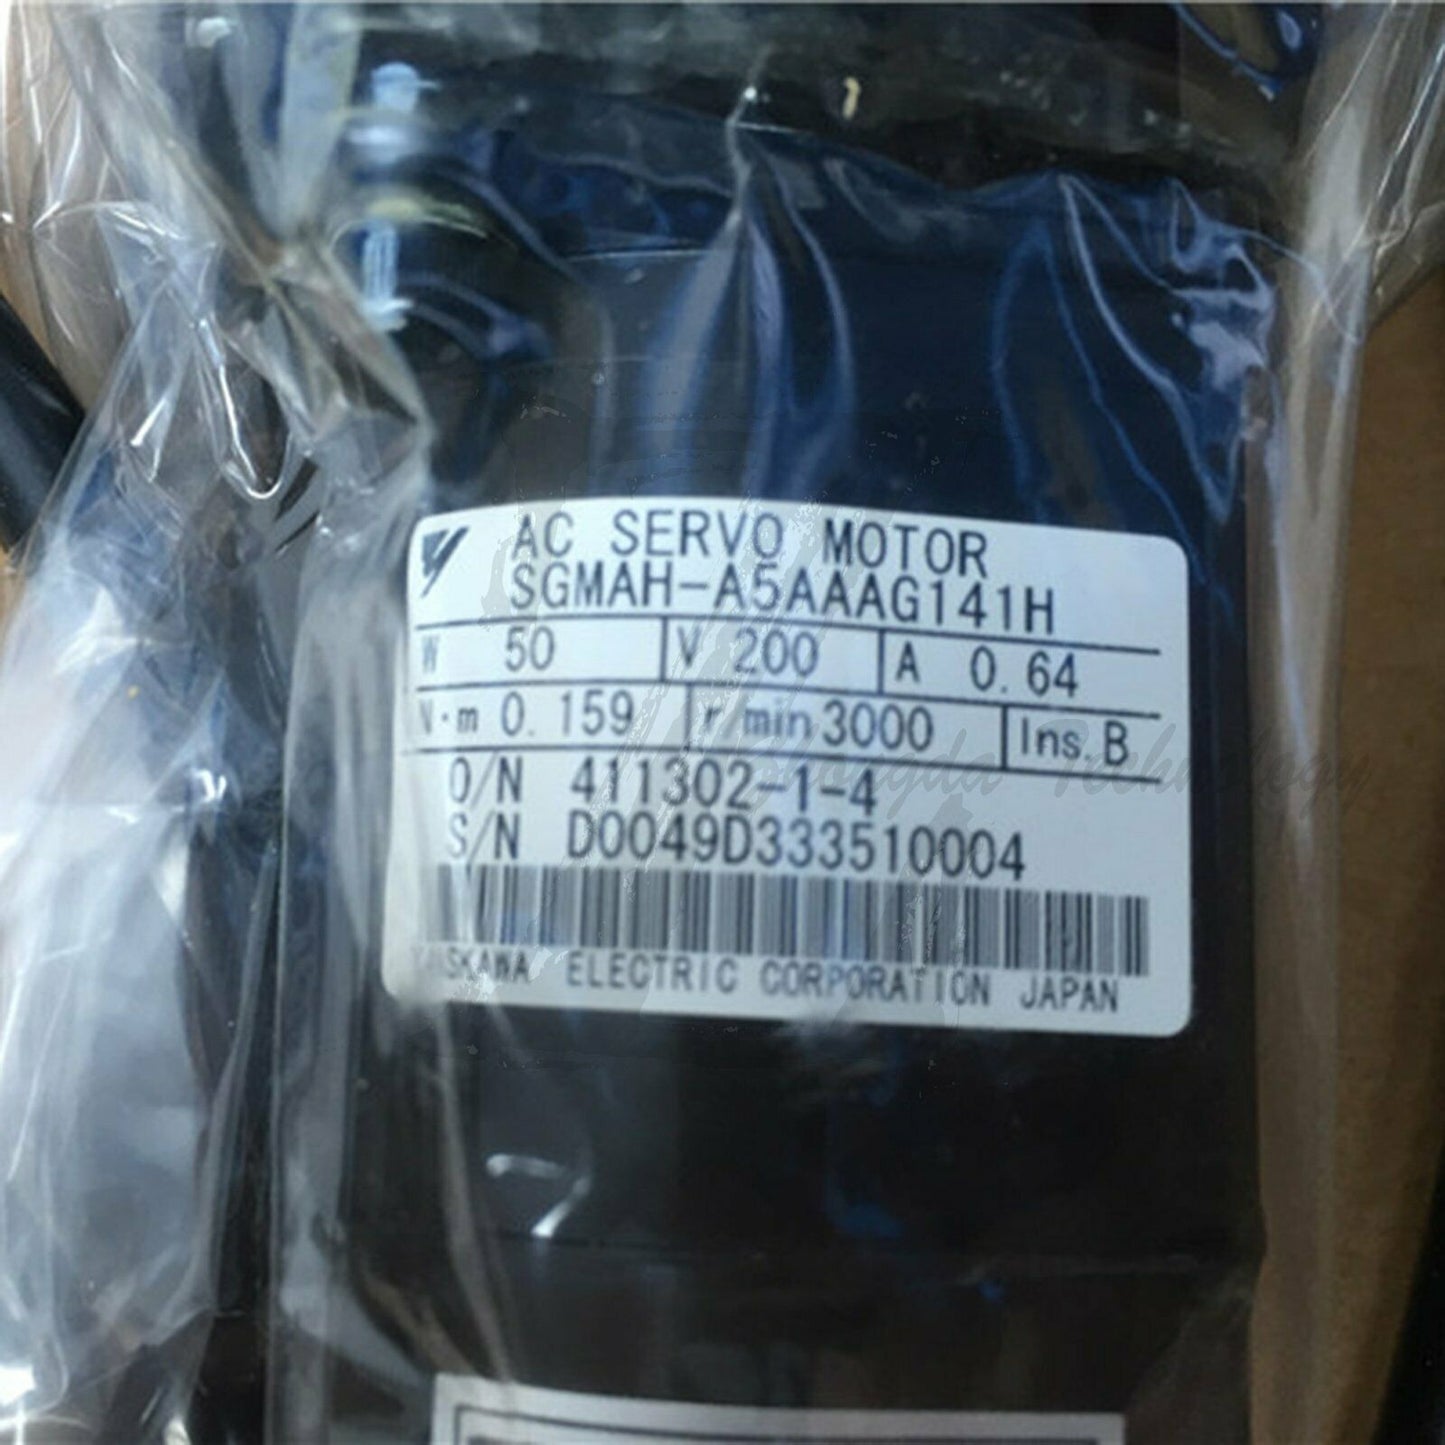 AC SERVO MOTOR
SGMAH-A5AAAG141H
W 50 V 200 A 0.64
N·m 0.159 r/min 3000 Ins. B
O/N 411302-1-4
S/N D0049D333510004
YASKAWA ELECTRIC CORPORATION JAPAN
Technology